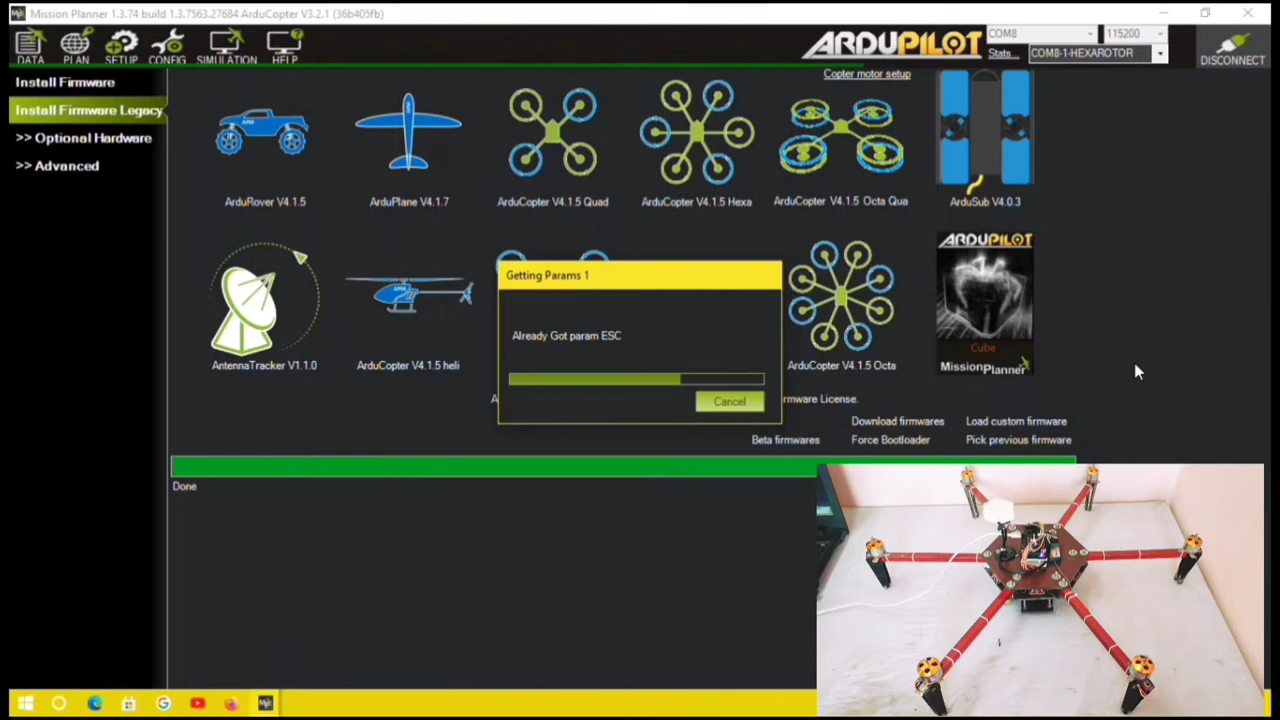 Mission Planner 1.3.74 build 1.3.7563.27684 ArduCopter V3.2.1 (36b405fb)
DATA PLAN SETUP CONFIG SIMULATION HELP
ARDUPILOT
COM8 115200
Stats... COM8-1-HEXAROTOR
DISCONNECT
Install Firmware
Install Firmware Legacy
>> Optional Hardware
>> Advanced
Copter motor setup
ArduRover V4.1.5 ArduPlane V4.1.7 ArduCopter V4.1.5 Quad ArduCopter V4.1.5 Hexa ArduCopter V4.1.5 Octa Qua ArduSub V4.0.3
ARDUPILOT
Cube
MissionPlanner
AntennaTracker V1.1.0 ArduCopter V4.1.5 heli ArduCopter V4.1.5 Octa
Getting Params 1
Already Got param ESC
Cancel
A rmware License.
Download firmwares Load custom firmware
Beta firmwares Force Bootloader Pick previous firmware
Done